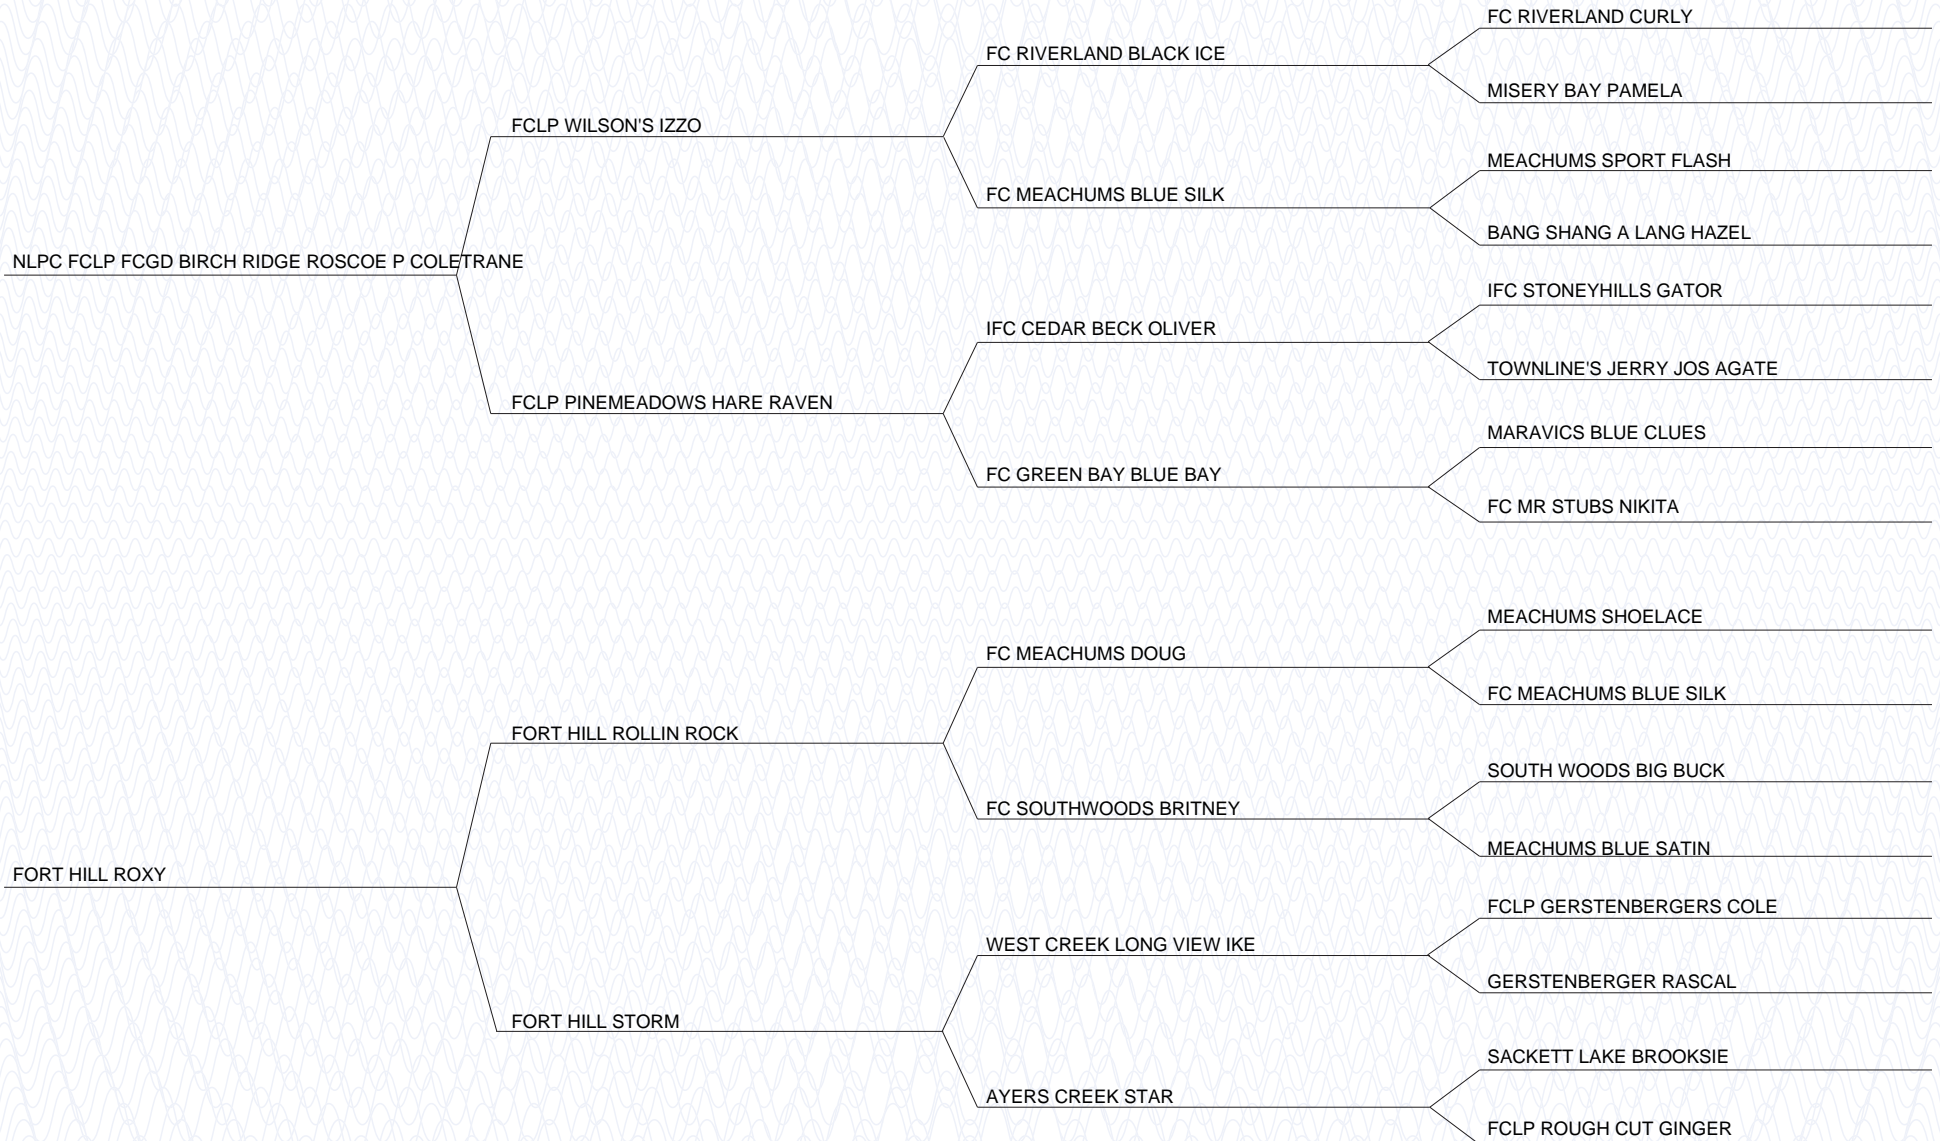 FC RIVERLAND CURLY
FC RIVERLAND BLACK ICE
MISERY BAY PAMELA
FCLP WILSON'S IZZO
MEACHUMS SPORT FLASH
FC MEACHUMS BLUE SILK
BANG SHANG A LANG HAZEL
NLPC FCLP FCGD BIRCH RIDGE ROSCOE P COLETRANE
IFC STONEYHILLS GATOR
IFC CEDAR BECK OLIVER
TOWNLINE'S JERRY JOS AGATE
FCLP PINEMEADOWS HARE RAVEN
MARAVICS BLUE CLUES
FC GREEN BAY BLUE BAY
FC MR STUBS NIKITA
MEACHUMS SHOELACE
FC MEACHUMS DOUG
FC MEACHUMS BLUE SILK
FORT HILL ROLLIN ROCK
SOUTH WOODS BIG BUCK
FC SOUTHWOODS BRITNEY
MEACHUMS BLUE SATIN
FORT HILL ROXY
FCLP GERSTENBERGERS COLE
WEST CREEK LONG VIEW IKE
GERSTENBERGER RASCAL
FORT HILL STORM
SACKETT LAKE BROOKSIE
AYERS CREEK STAR
FCLP ROUGH CUT GINGER